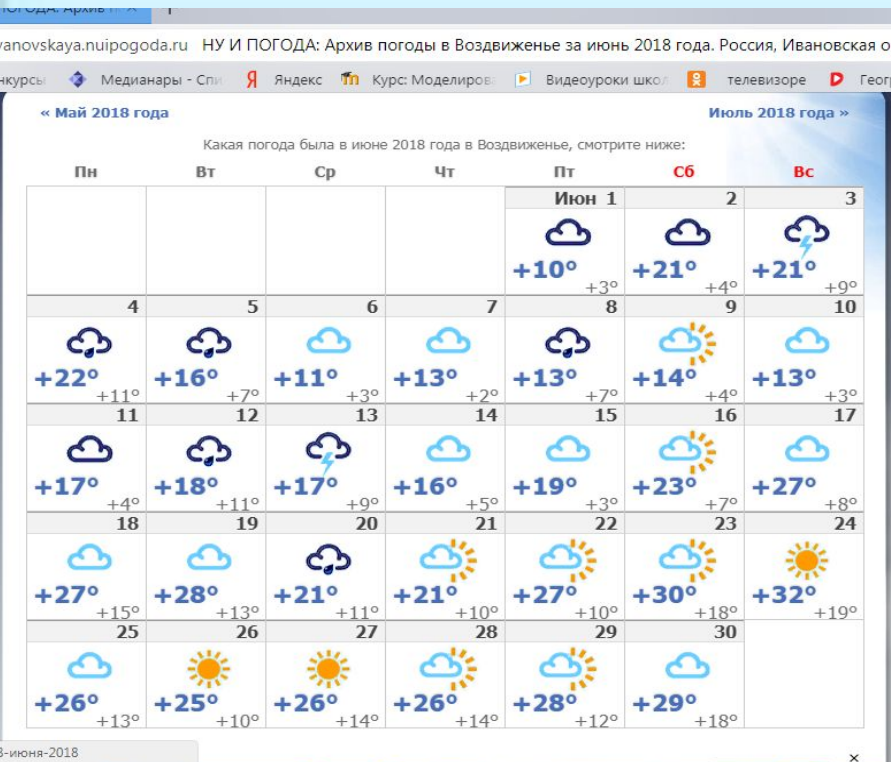 ПОГОДА: Архив п
vanovskaya.nuipogoda.ru НУ И ПОГОДА: Архив погоды в Воздвиженье за июнь 2018 года. Россия, Ивановская о
нкурсы Медианары - Спи Я Яндекс Курс: Моделирова Видеоуроки школ телевизоре Геог
« Май 2018 года Июль 2018 года »
Какая погода была в июне 2018 года в Воздвиженье, смотрите ниже:
Пн Вт Ср Чт Пт Сб Вс
Июн 1 2 3
+10° +21° +21°
+3° +4° +9°
4 5 6 7 8 9 10
+22° +16° +11° +13° +13° +14° +13°
+11° +7° +3° +2° +7° +4° +3°
11 12 13 14 15 16 17
+17° +18° +17° +16° +19° +23° +27°
+4° +11° +9° +5° +3° +7° +8°
18 19 20 21 22 23 24
+27° +28° +21° +21° +27° +30° +32°
+15° +13° +11° +10° +10° +18° +19°
25 26 27 28 29 30
+26° +25° +26° +26° +28° +29°
+13° +10° +14° +14° +12° +18°
3-июня-2018